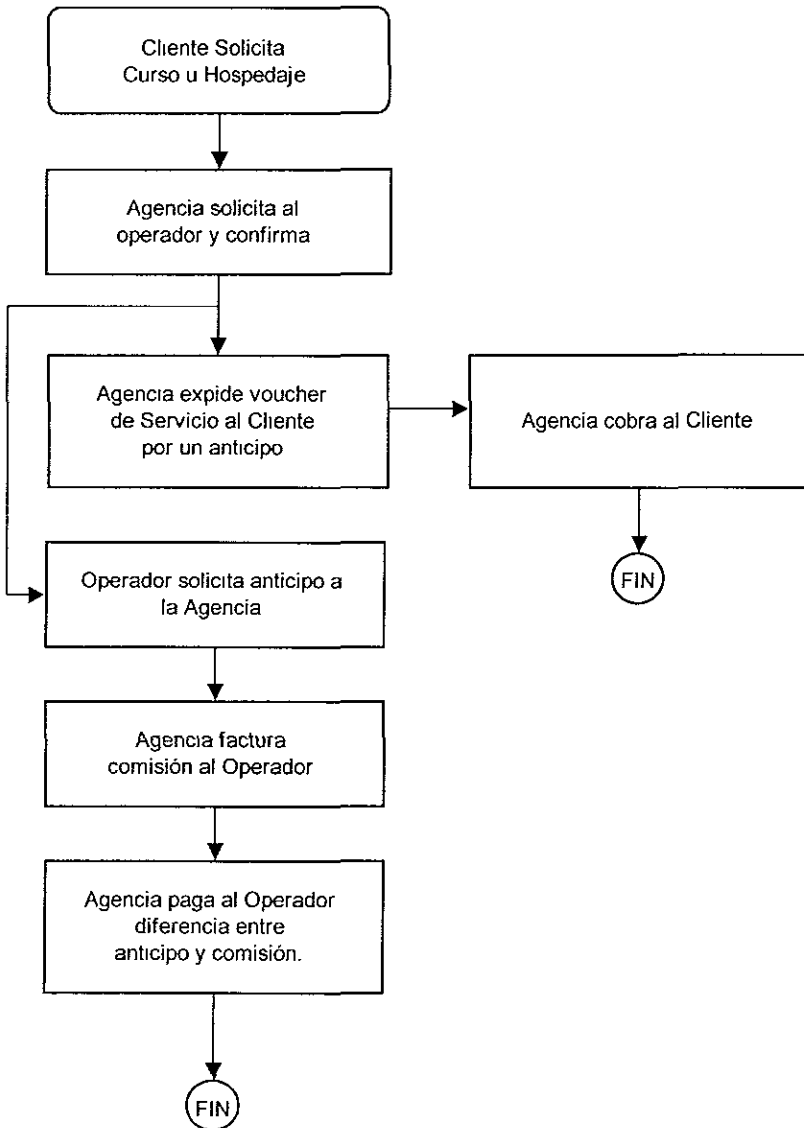 Cliente Solicita
Curso u Hospedaje
Agencia solicita al
operador y confirma
Agencia expide voucher
de Servicio al Cliente
por un anticipo
Agencia cobra al Cliente
FIN
Operador solicita anticipo a
la Agencia
Agencia factura
comisión al Operador
Agencia paga al Operador
diferencia entre
anticipo y comisión.
FIN